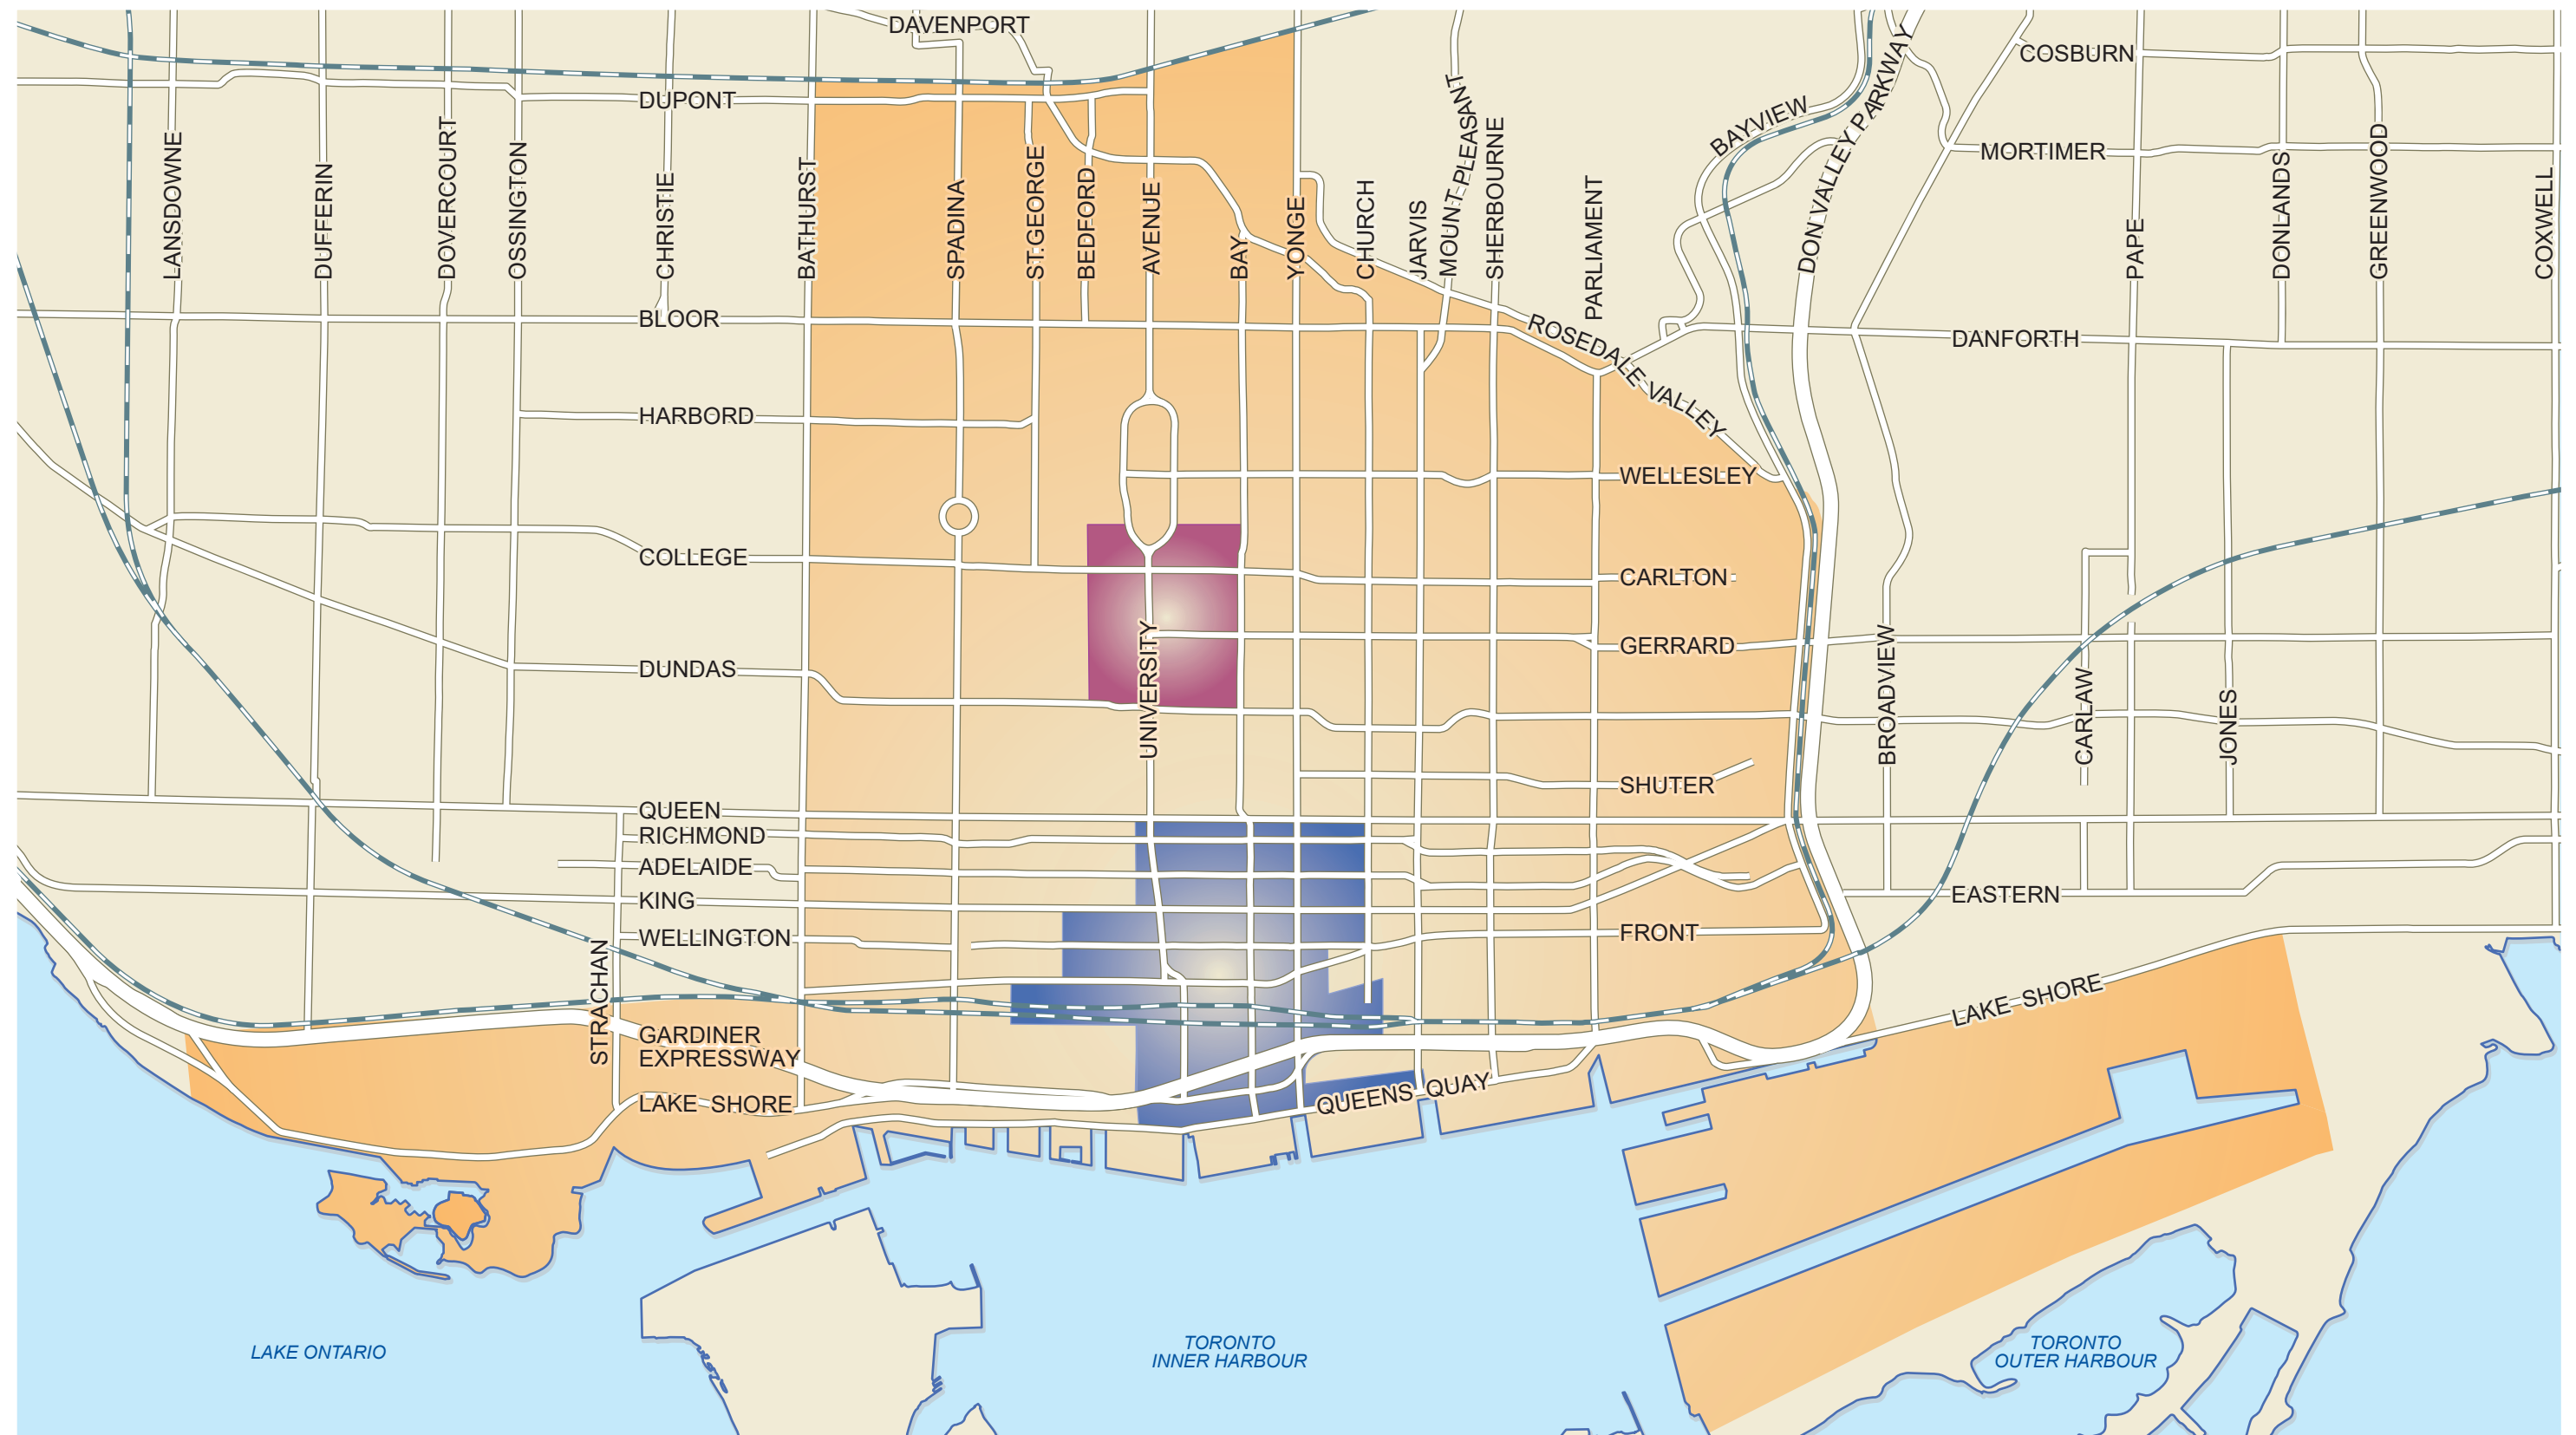 DAVENPORT
COSBURN
DUPONT
BAYVIEW
DON VALLEY PARKWAY
MORTIMER
LANSDOWNE
DUFFERIN
DOVERCOURT
OSSINGTON
CHRISTIE
BATHURST
SPADINA
ST.GEORGE
BEDFORD
AVENUE
BAY
YONGE
CHURCH
JARVIS
MOUNT PLEASANT
SHERBOURNE
PARLIAMENT
PAPE
DONLANDS
GREENWOOD
COXWELL
BLOOR
ROSEDALE VALLEY
DANFORTH
HARBORD
WELLESLEY
COLLEGE
CARLTON
UNIVERSITY
GERRARD
BROADVIEW
DUNDAS
CARLAW
JONES
SHUTER
QUEEN
RICHMOND
ADELAIDE
KING
EASTERN
WELLINGTON
FRONT
STRACHAN
LAKE SHORE
GARDINER
EXPRESSWAY
LAKE SHORE
QUEENS QUAY
LAKE ONTARIO
TORONTO
INNER HARBOUR
TORONTO
OUTER HARBOUR